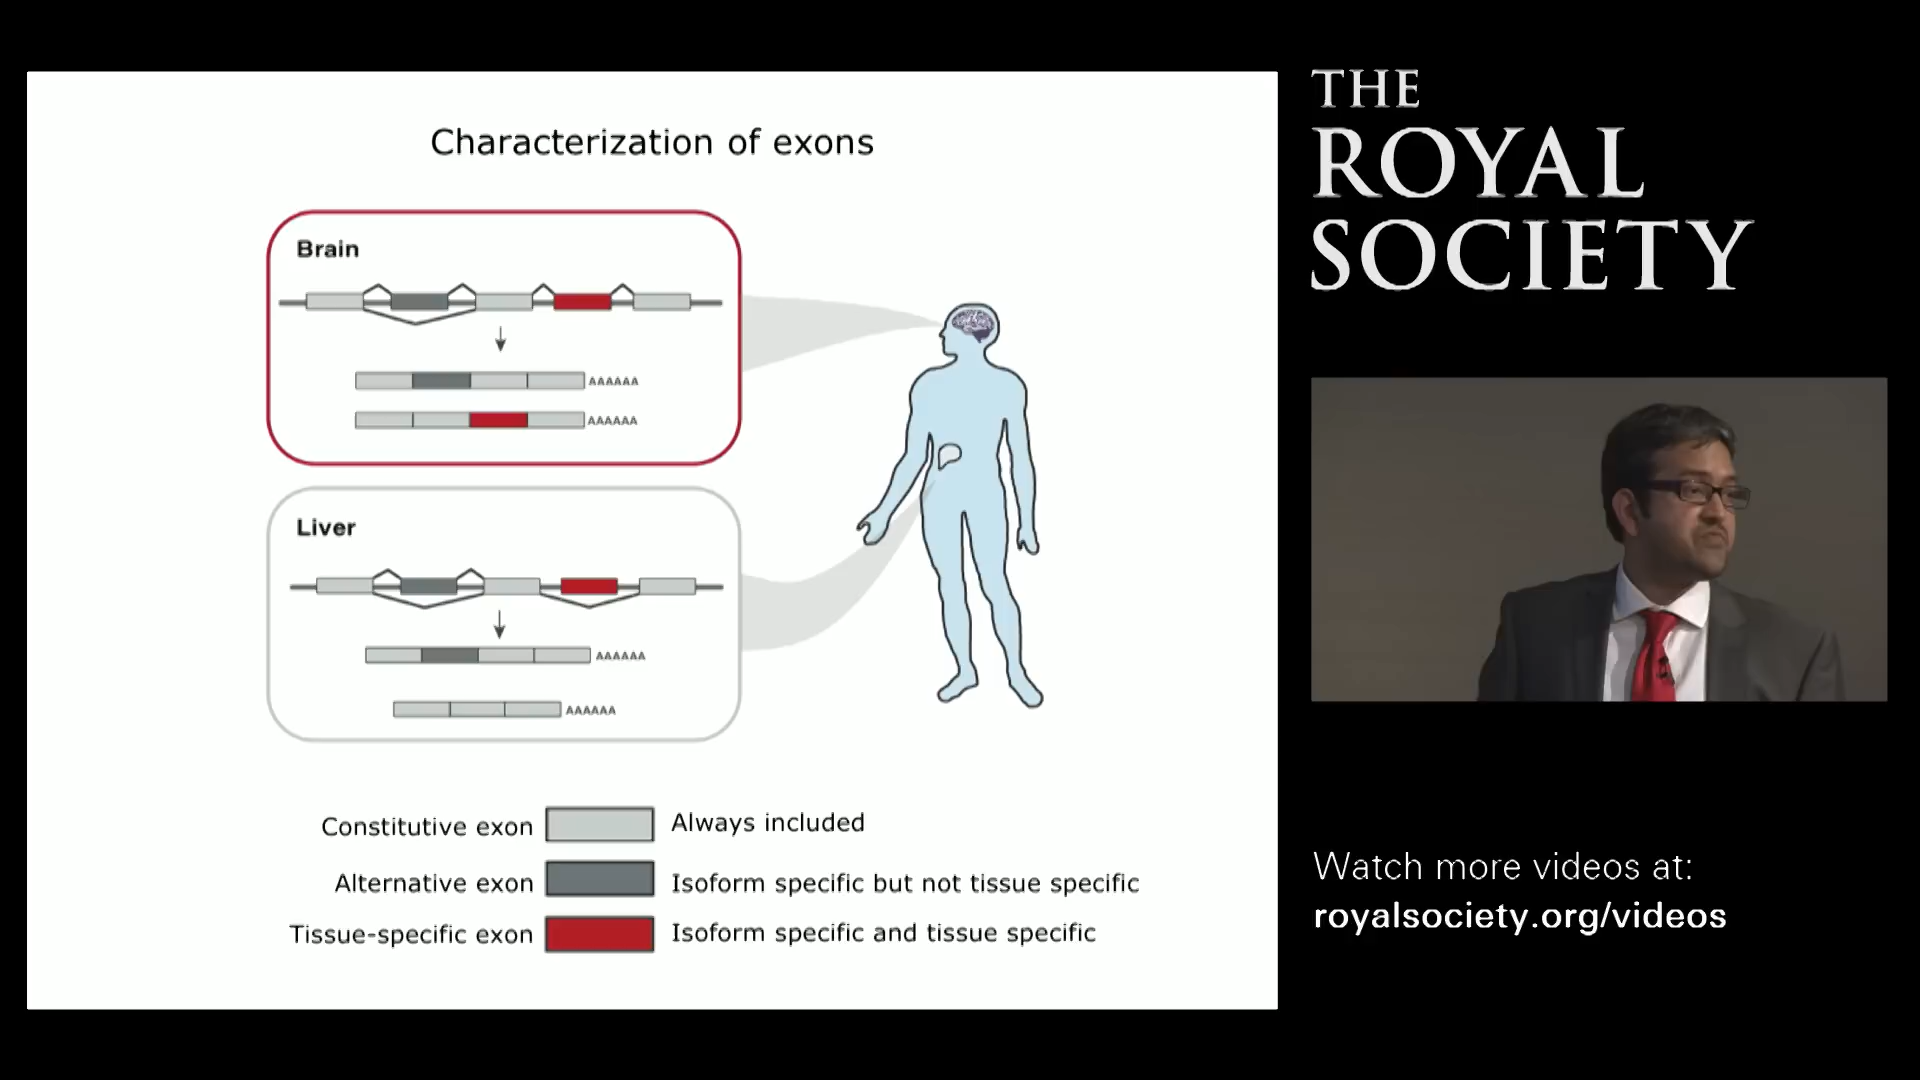 Characterization of exons
Brain
AAAAAA
AAAAAA
Liver
AAAAAA
AAAAAA
Constitutive exon
Always included
Alternative exon
Isoform specific but not tissue specific
Tissue-specific exon
Isoform specific and tissue specific
THE
ROYAL
SOCIETY
Watch more videos at:
royalsociety.org/videos